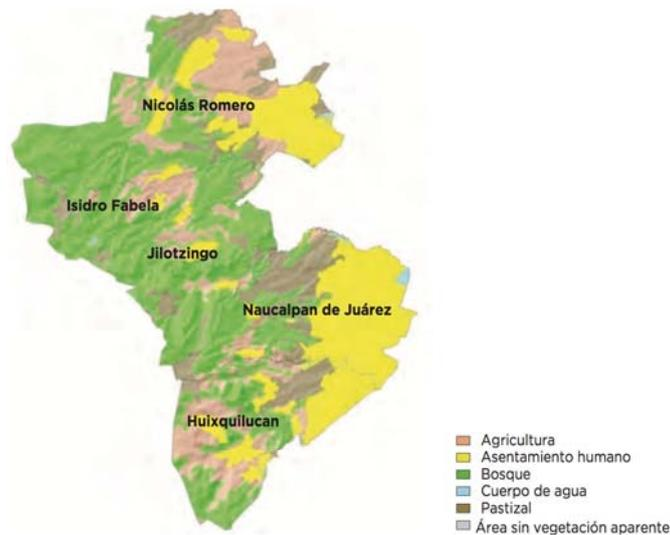 Nicolás Romero
Isidro Fabela
Jilotzingo
Naucalpan de Juárez
Huixquilucan
Agricultura
Asentamiento humano
Bosque
Cuerpo de agua
Pastizal
Área sin vegetación aparente